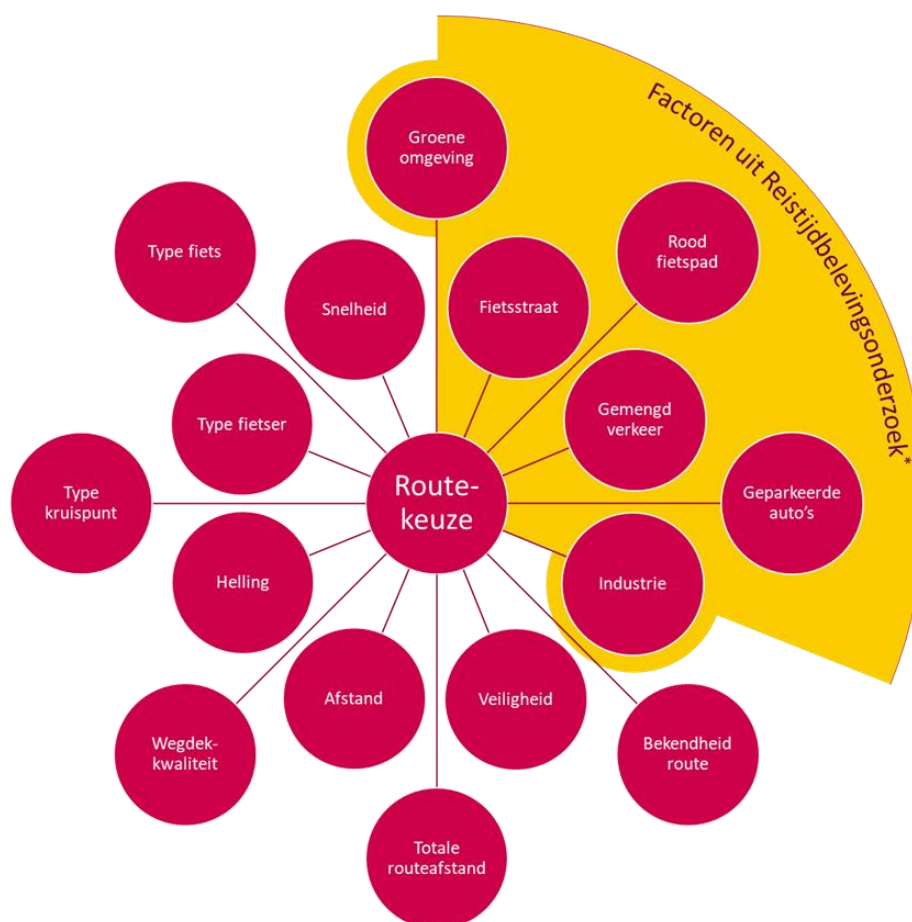 Factoren uit Reistijdbelevingsonderzoek*
Groene
omgeving
Type fiets
Rood
fietspad
Snelheid
Fietsstraat
Type fietser
Gemengd
verkeer
Type
kruispunt
Route-
keuze
Geparkeerde
auto's
Helling
Industrie
Afstand
Veiligheid
Wegdek-
kwaliteit
Bekendheid
route
Totale
routeafstand